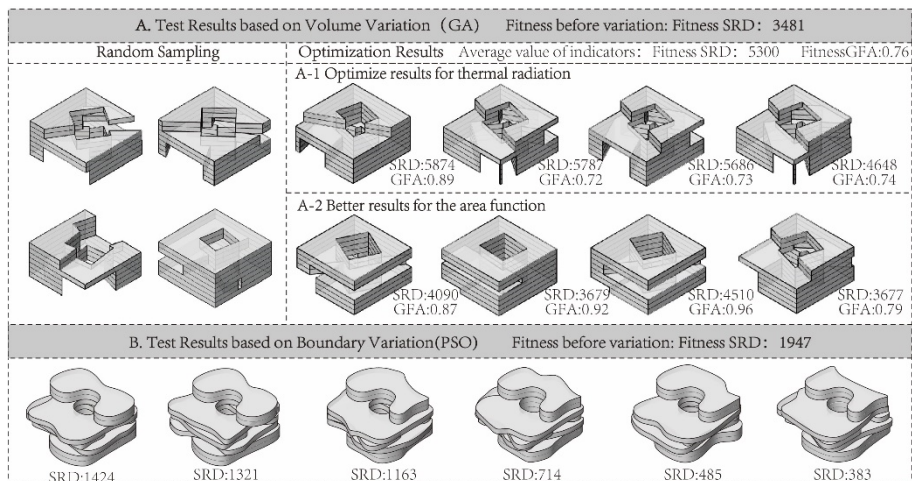 A. Test Results based on Volume Variation (GA) Fitness before variation: Fitness SRD: 3481
Random Sampling
Optimization Results Average value of indicators: Fitness SRD: 5300 FitnessGFA:0.76
A-1 Optimize results for thermal radiation
SRD:5874 SRD:5787 SRD:5686 SRD:4648
GFA:0.89 GFA:0.72 GFA:0.73 GFA:0.74
A-2 Better results for the area function
SRD:4090 SRD:3679 SRD:4510 SRD:3677
GFA:0.87 GFA:0.92 GFA:0.96 GFA:0.79
B. Test Results based on Boundary Variation(PSO) Fitness before variation: Fitness SRD: 1947
SRD:1424 SRD:1321 SRD:1163 SRD:714 SRD:485 SRD:383